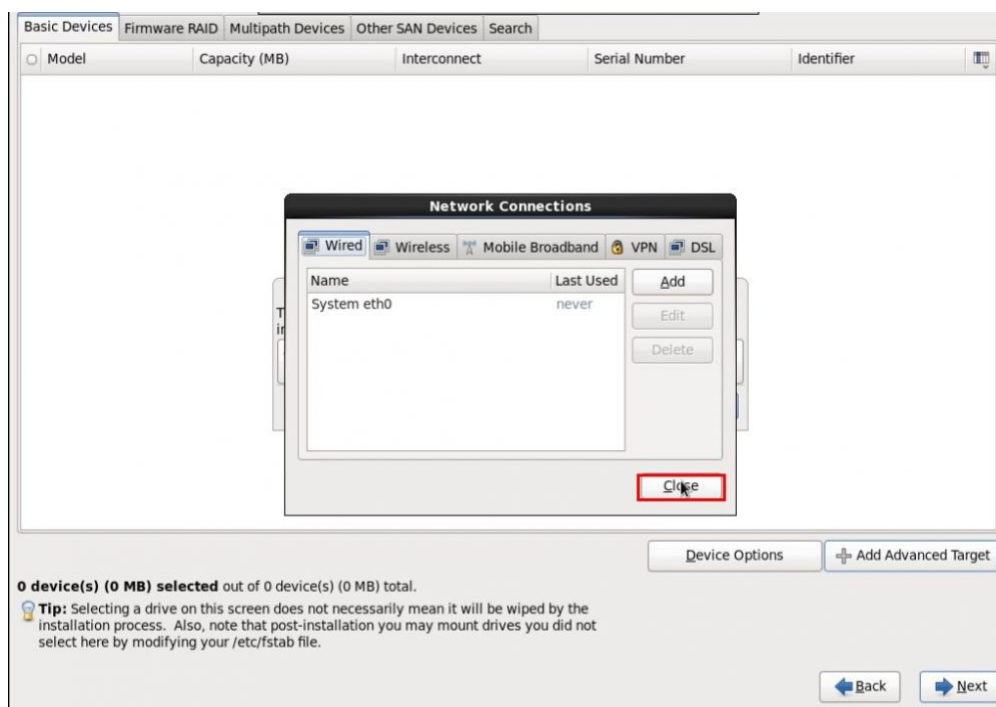 Basic Devices Firmware RAID Multipath Devices Other SAN Devices Search
Model Capacity (MB) Interconnect Serial Number Identifier
Network Connections
Wired Wireless Mobile Broadband VPN DSL
Name Last Used Add
System eth0 never Edit
Delete
Close
Device Options Add Advanced Target
0 device(s) (0 MB) selected out of 0 device(s) (0 MB) total.
Tip: Selecting a drive on this screen does not necessarily mean it will be wiped by the
installation process. Also, note that post-installation you may mount drives you did not
select here by modifying your /etc/fstab file.
Back Next